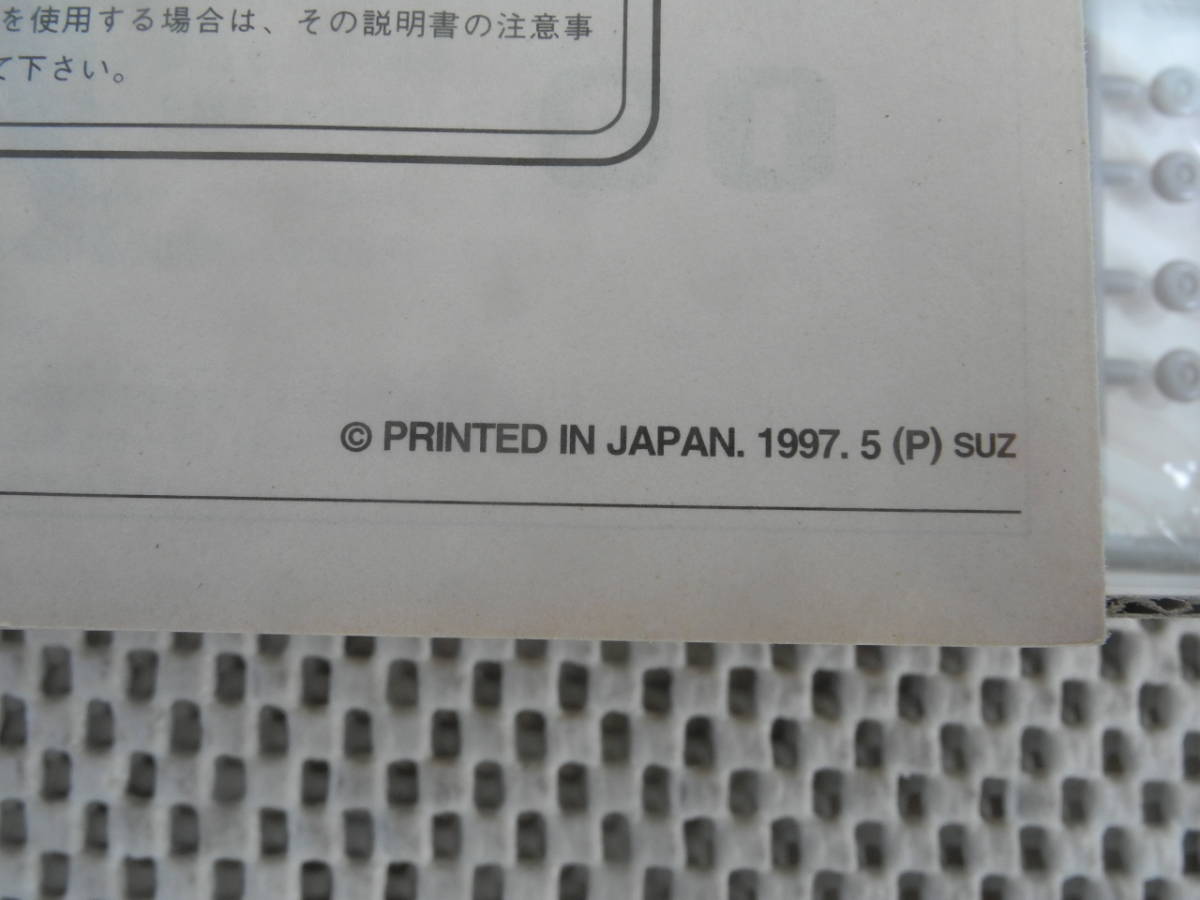 を使用する場合は、その説明書の注意事
て下さい。
© PRINTED IN JAPAN. 1997. 5 (P) SUZ